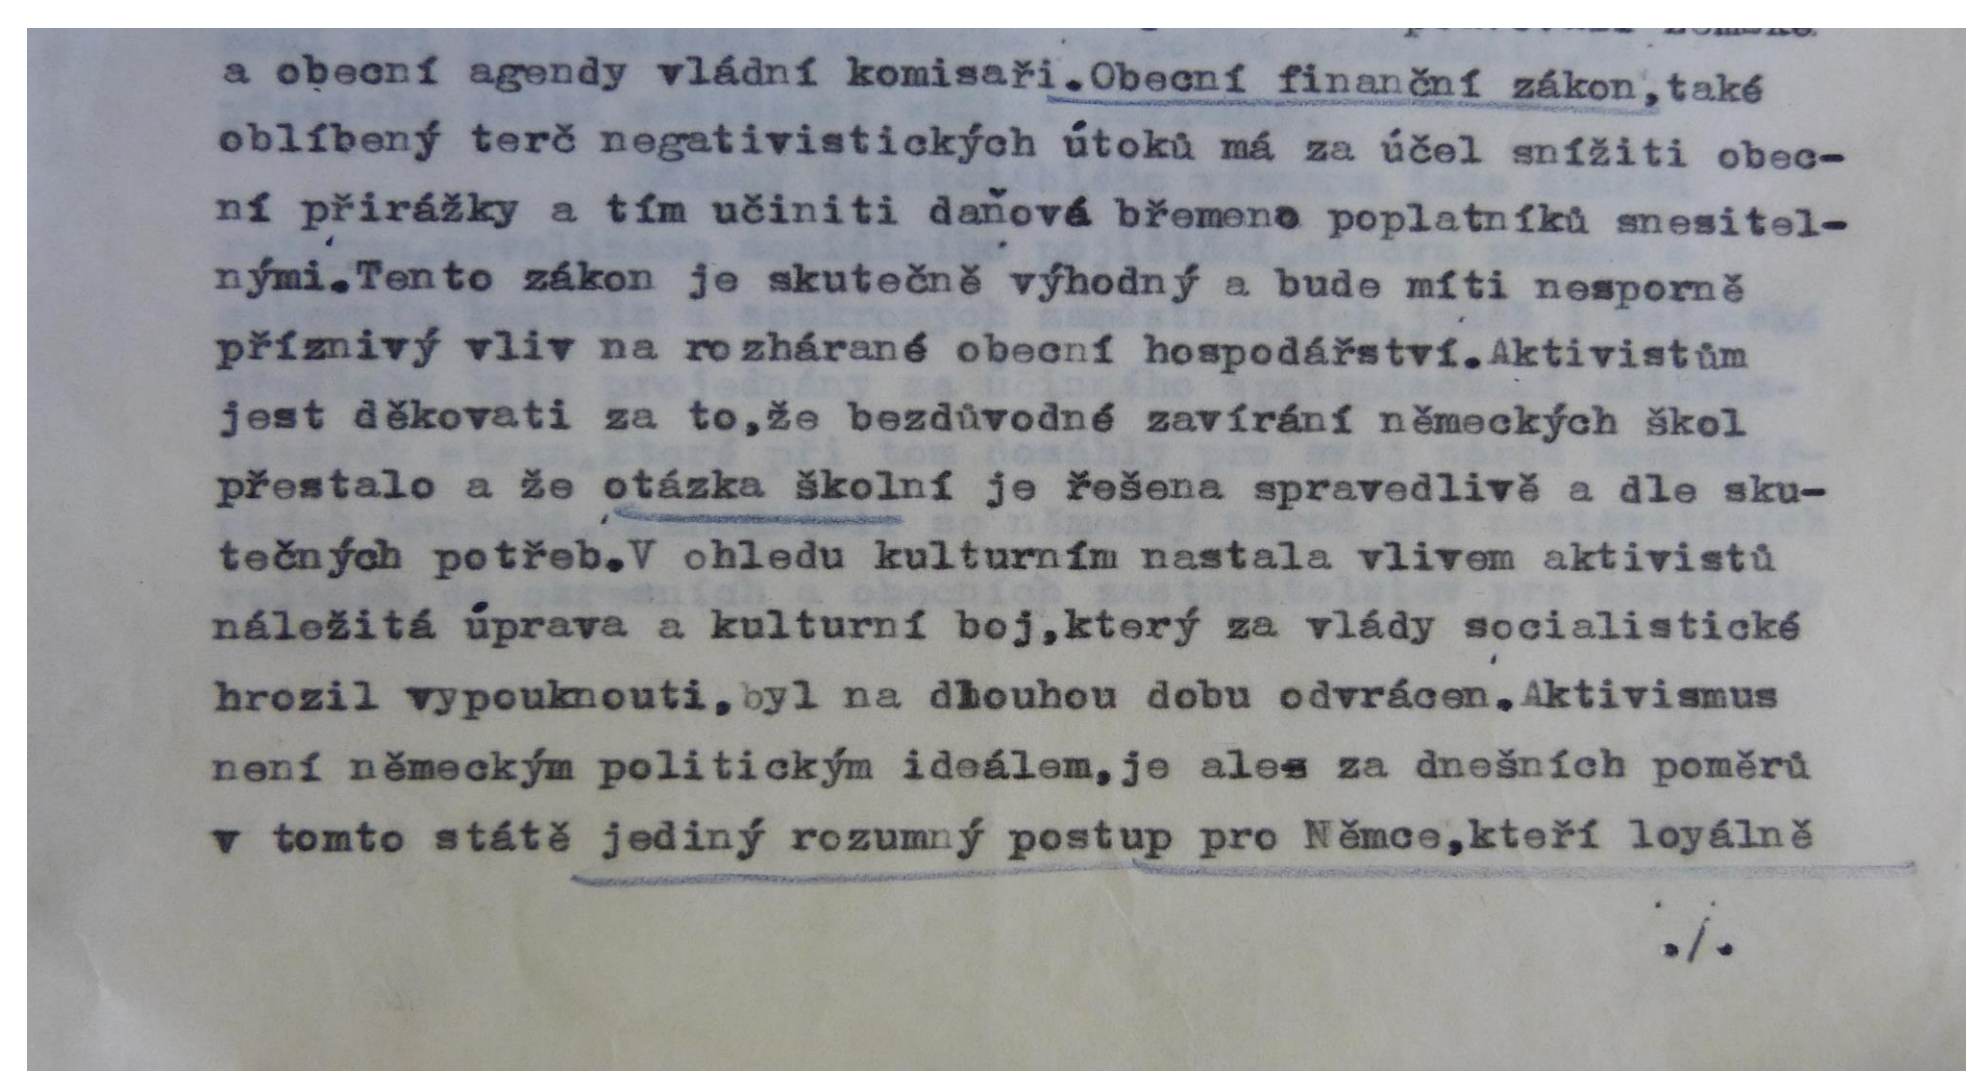 a obecní agendy vládní komisaři.Obecní finanční zákon,také
oblíbený terč negativistických útoků má za účel snížiti obec-
ní přirážky a tím učiniti daňová břemeno poplatníků snesitel-
nými.Tento zákon je skutečně výhodný a bude míti nesporně
příznivý vliv na rozhárané obecní hospodářství.Aktivistům
jest děkovati za to,že bezdůvodné zavírání německých škol
přestalo a že otázka školní je řešena spravedlivě a dle sku-
tečných potřeb.V ohledu kulturním nastala vlivem aktivistů
náležitá úprava a kulturní boj,který za vlády socialistické
hrozil vypouknouti,byl na dlouhou dobu odvrácen.Aktivismus
není německým politickým ideálem,je ale za dnešních poměrů
v tomto státě jediný rozumný postup pro Němce,kteří loyálně
./.